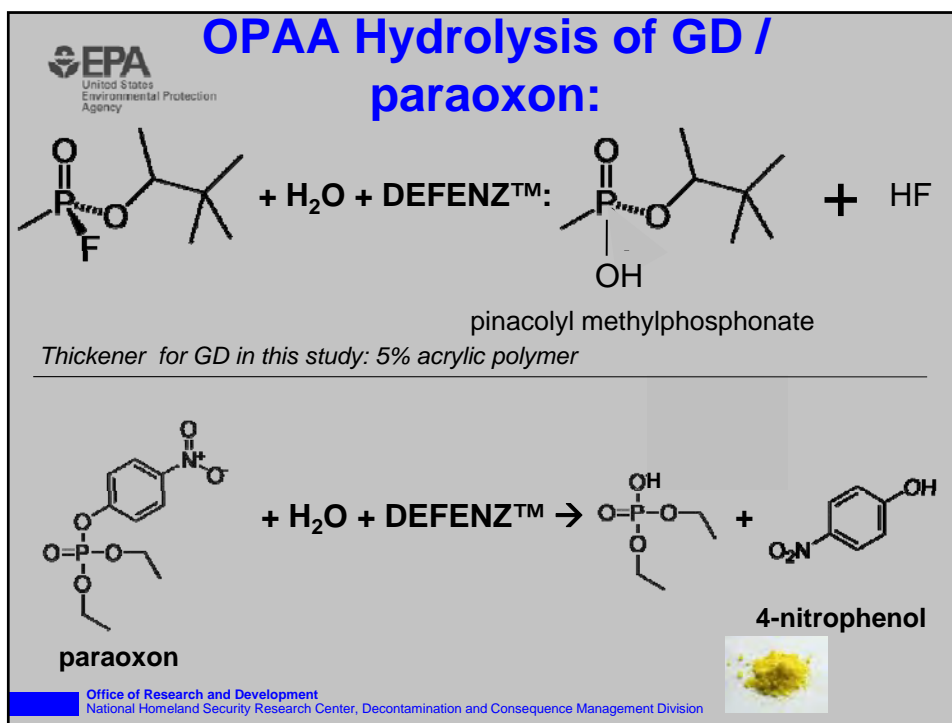 OPAA Hydrolysis of GD /
paraoxon:
EPA
United States
Environmental Protection
Agency
O
P
O
F
+ H₂O + DEFENZ™:
O
P
O
OH
+ HF
pinacolyl methylphosphonate
Thickener for GD in this study: 5% acrylic polymer
O
N⁺
O⁻
O
O=P-O
O
+ H₂O + DEFENZ™ →
OH
O=P-O
O
+
OH
O₂N
4-nitrophenol
paraoxon
Office of Research and Development
National Homeland Security Research Center, Decontamination and Consequence Management Division